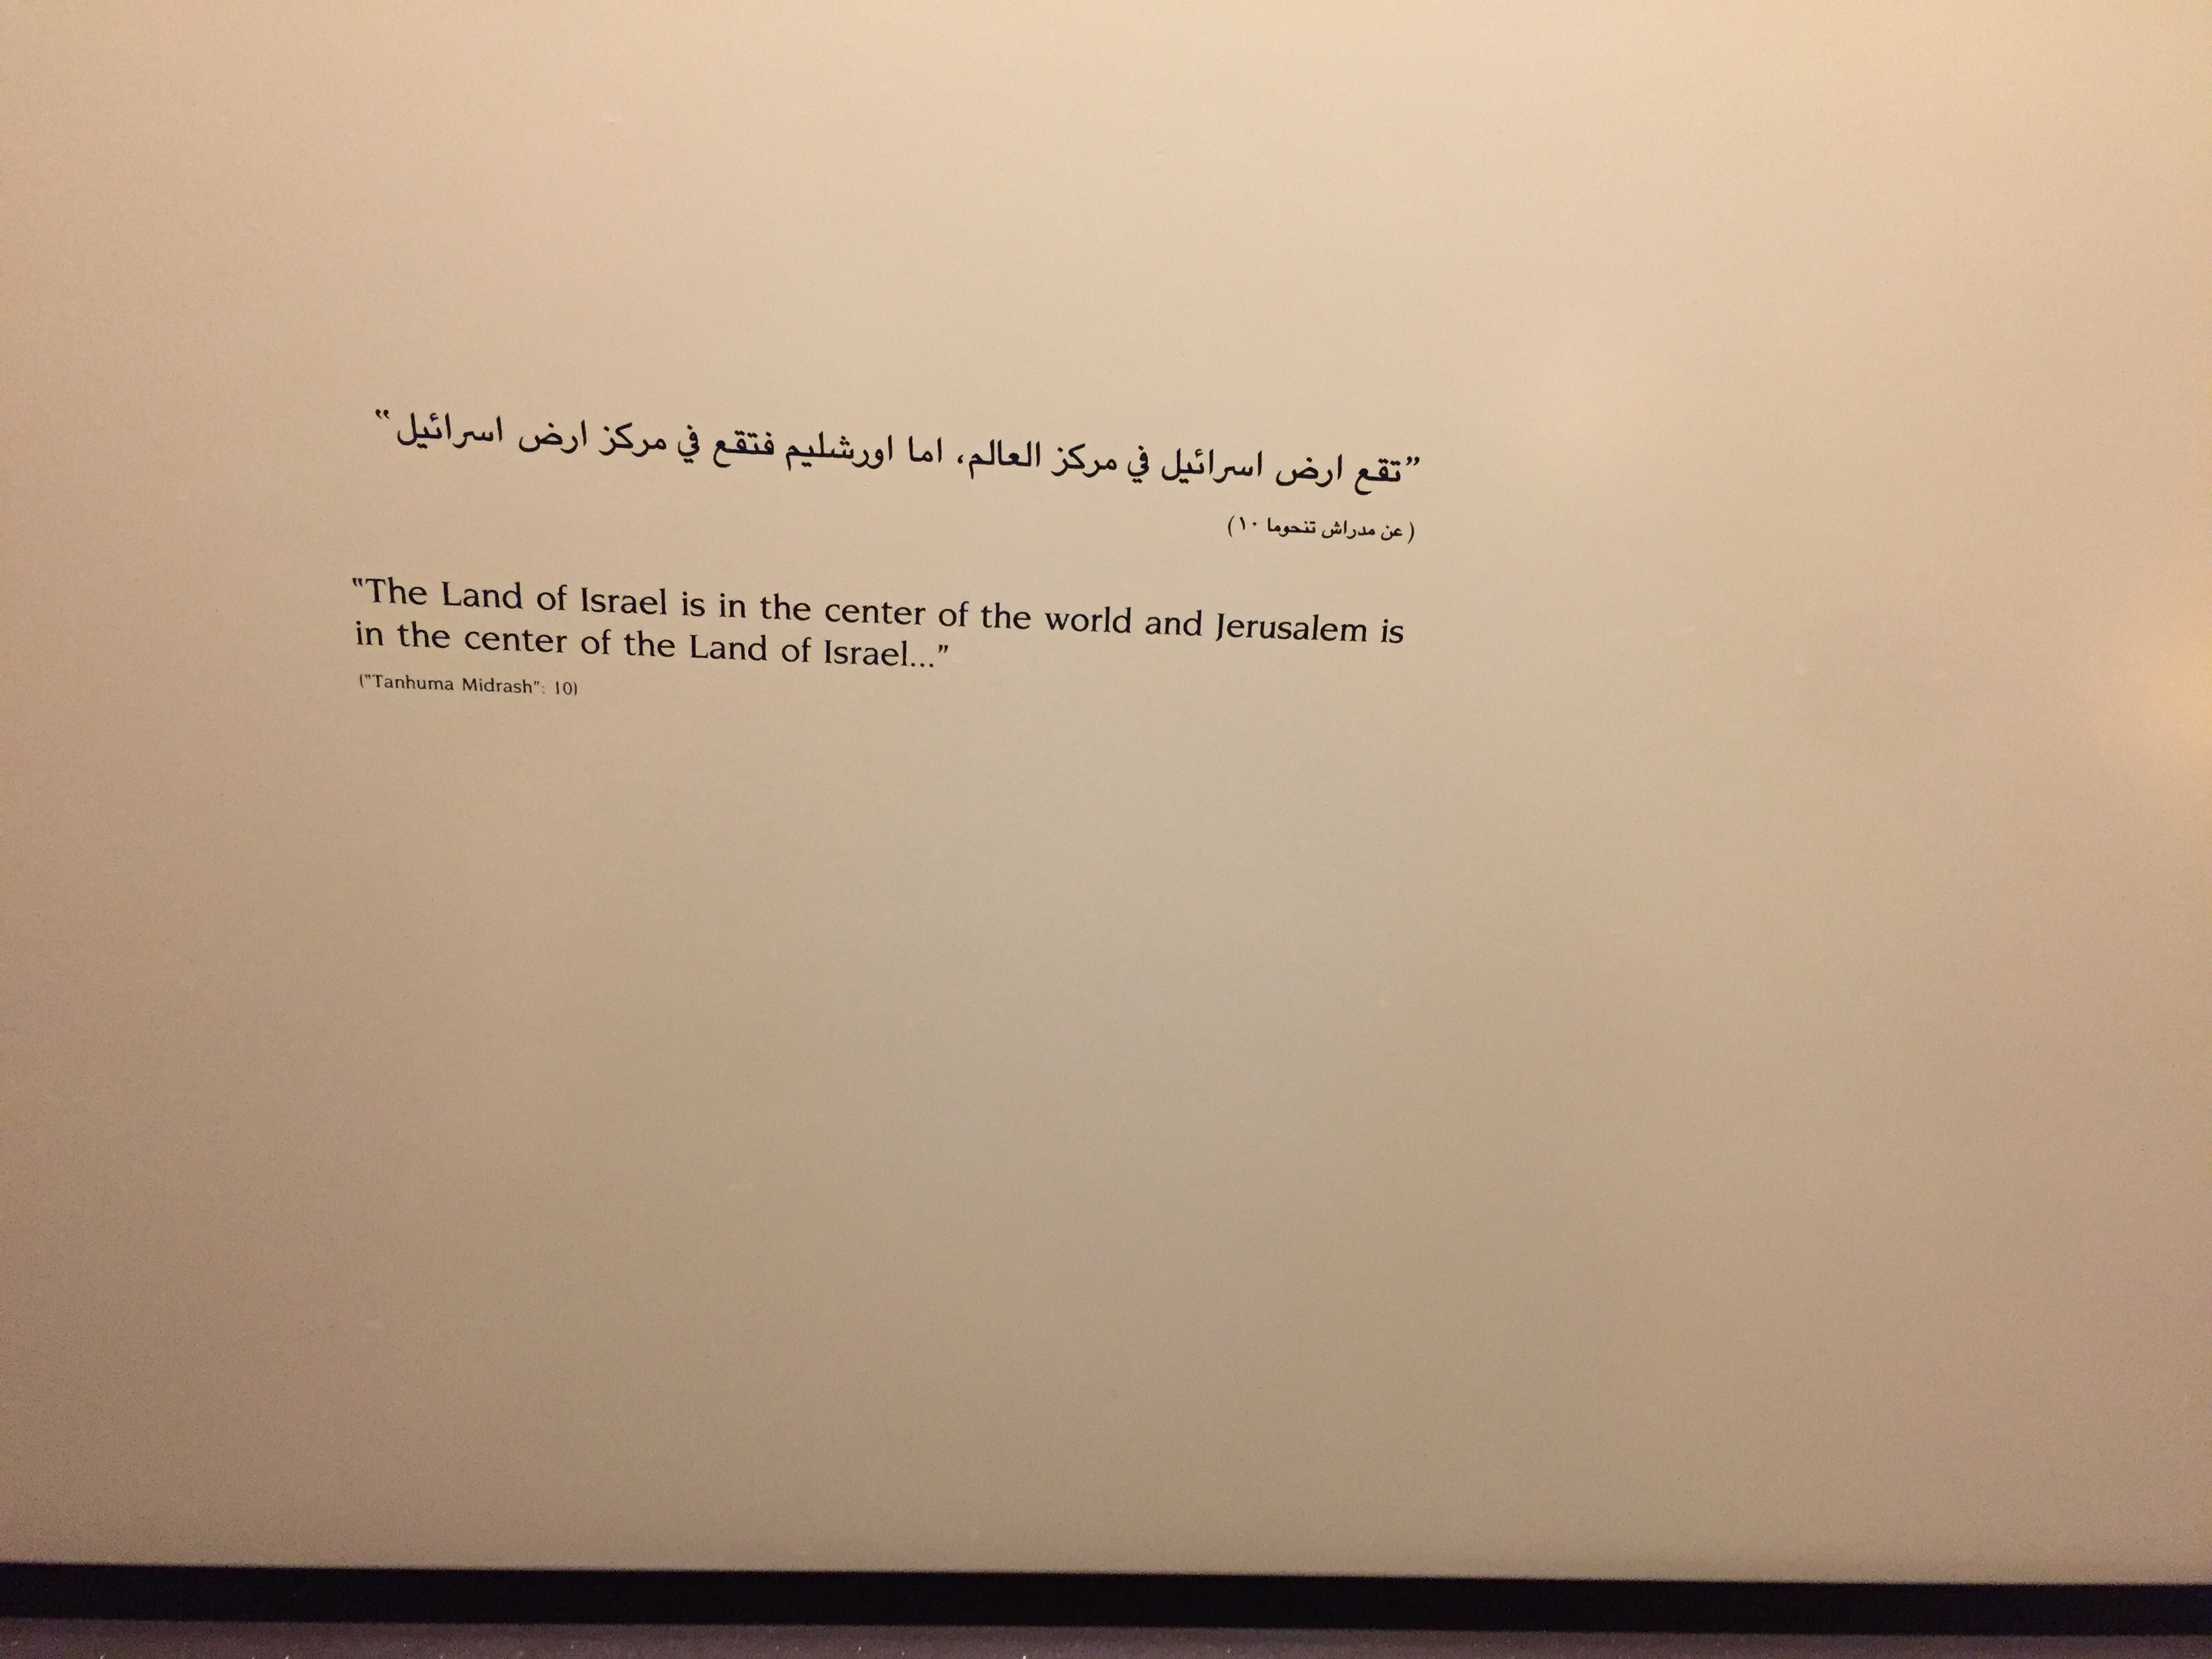 ”تقع ارض اسرائيل في مركز العالم، اما اورشليم فتقع في مركز ارض اسرائيل“
(عن مدراش تنحوما ١٠)
"The Land of Israel is in the center of the world and Jerusalem is
in the center of the Land of Israel..."
("Tanhuma Midrash": 10)